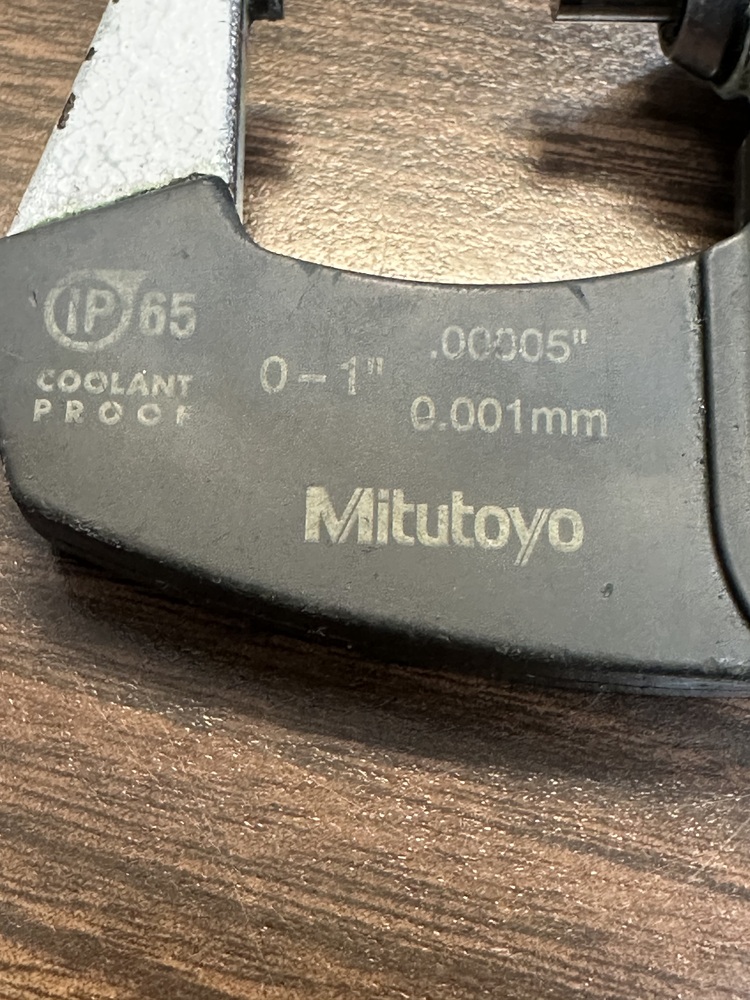 IP 65
COOLANT
PROOF
0-1"
.00005"
0.001mm
Mitutoyo